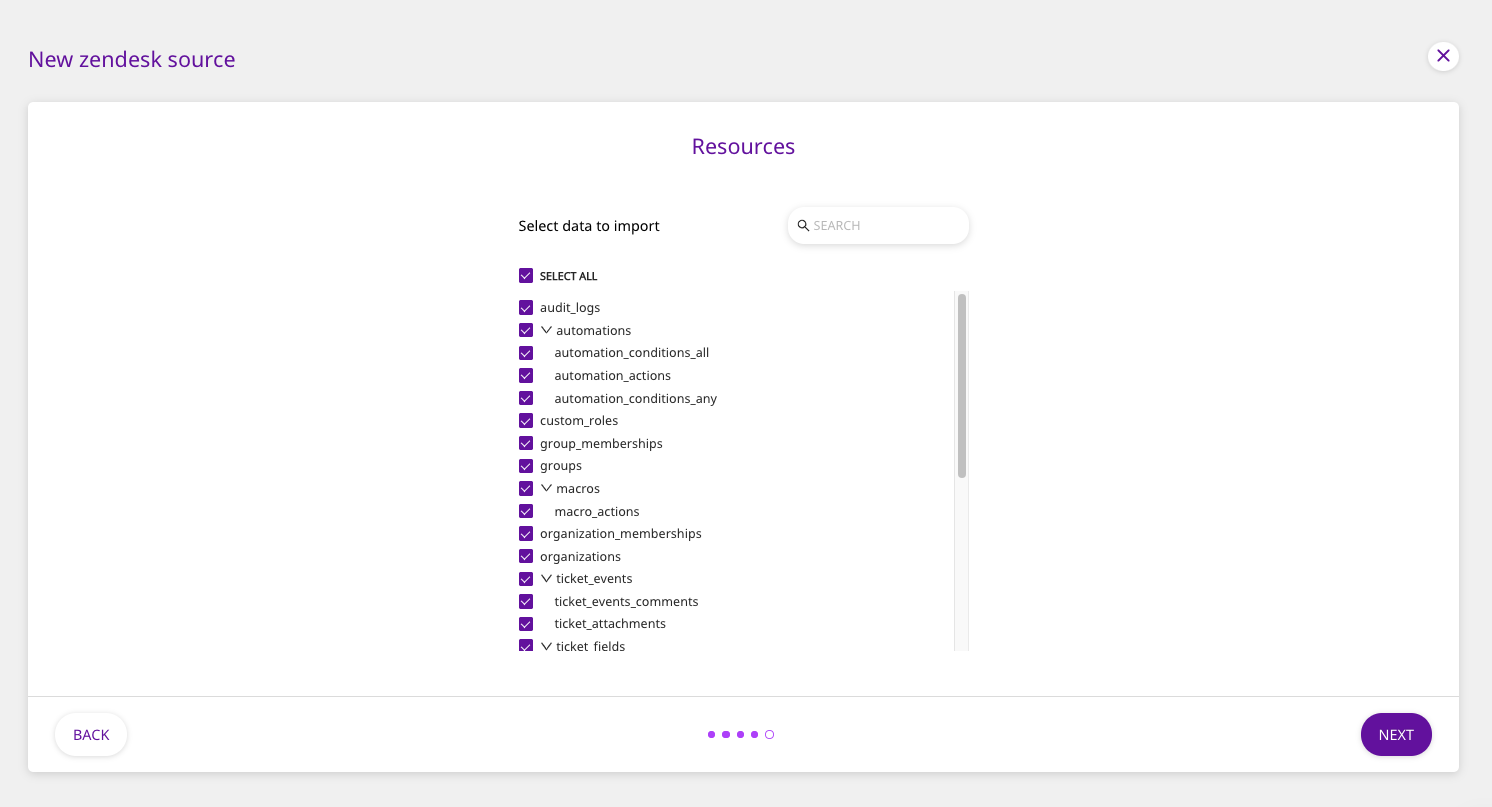 New zendesk source
Resources
Select data to import
SEARCH
SELECT ALL
audit_logs
automations
automation_conditions_all
automation_actions
automation_conditions_any
custom_roles
group_memberships
groups
macros
macro_actions
organization_memberships
organizations
ticket_events
ticket_events_comments
ticket_attachments
ticket_fields
BACK
NEXT